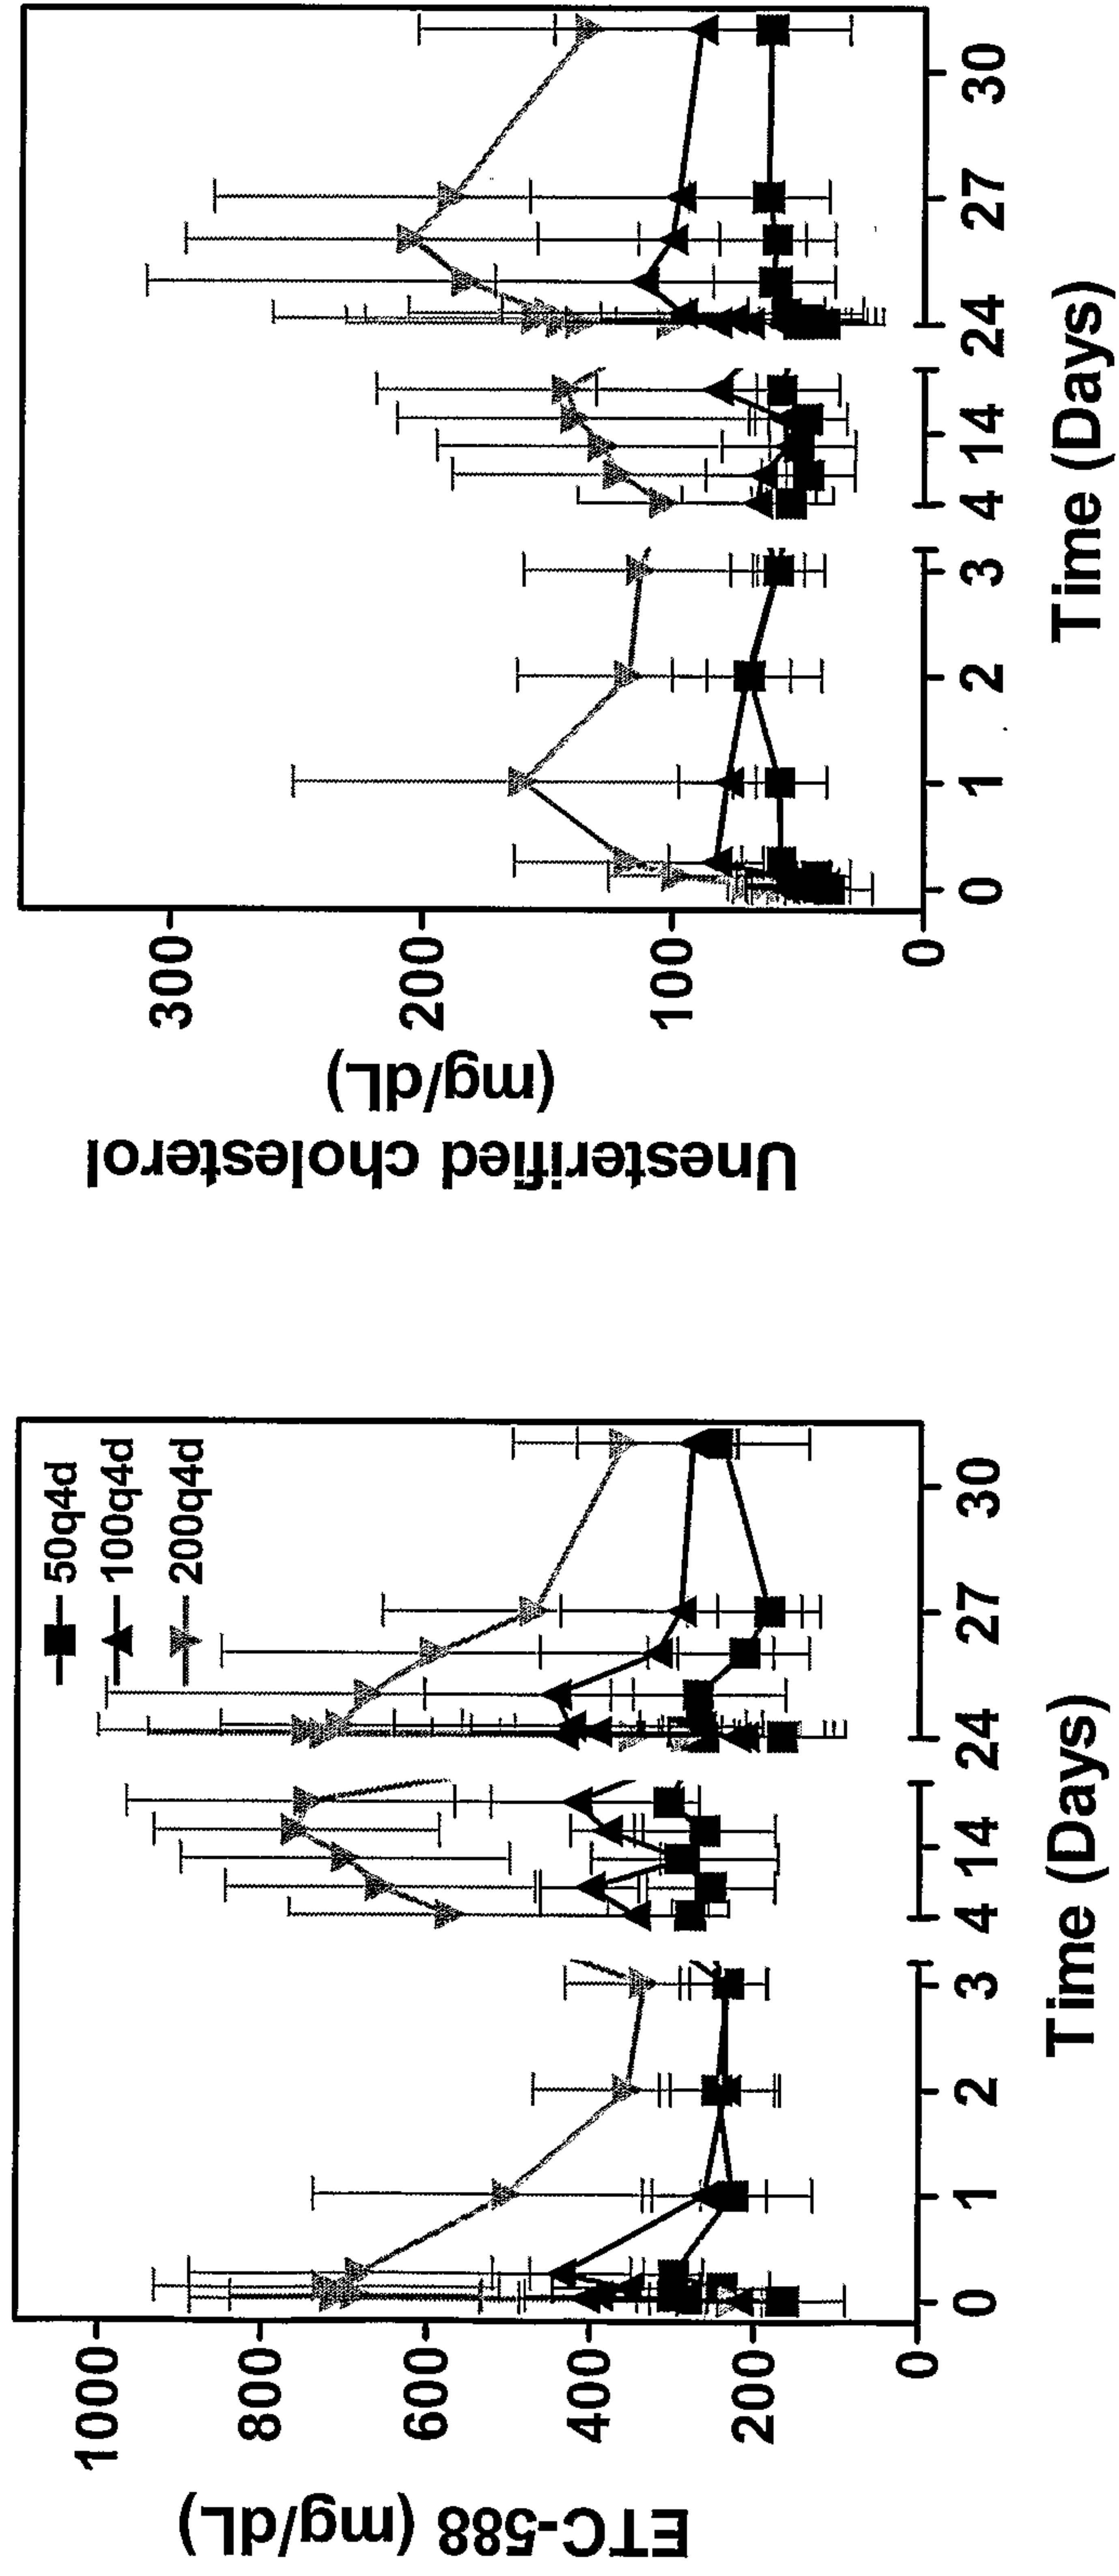 ETC-588 (mg/dL)
1000
800
600
400
200
0
50q4d
100q4d
200q4d
0 1 2 3 4 14 24 27 30
Time (Days)
Unesterified cholesterol
(mg/dL)
300
200
100
0
0 1 2 3 4 14 24 27 30
Time (Days)